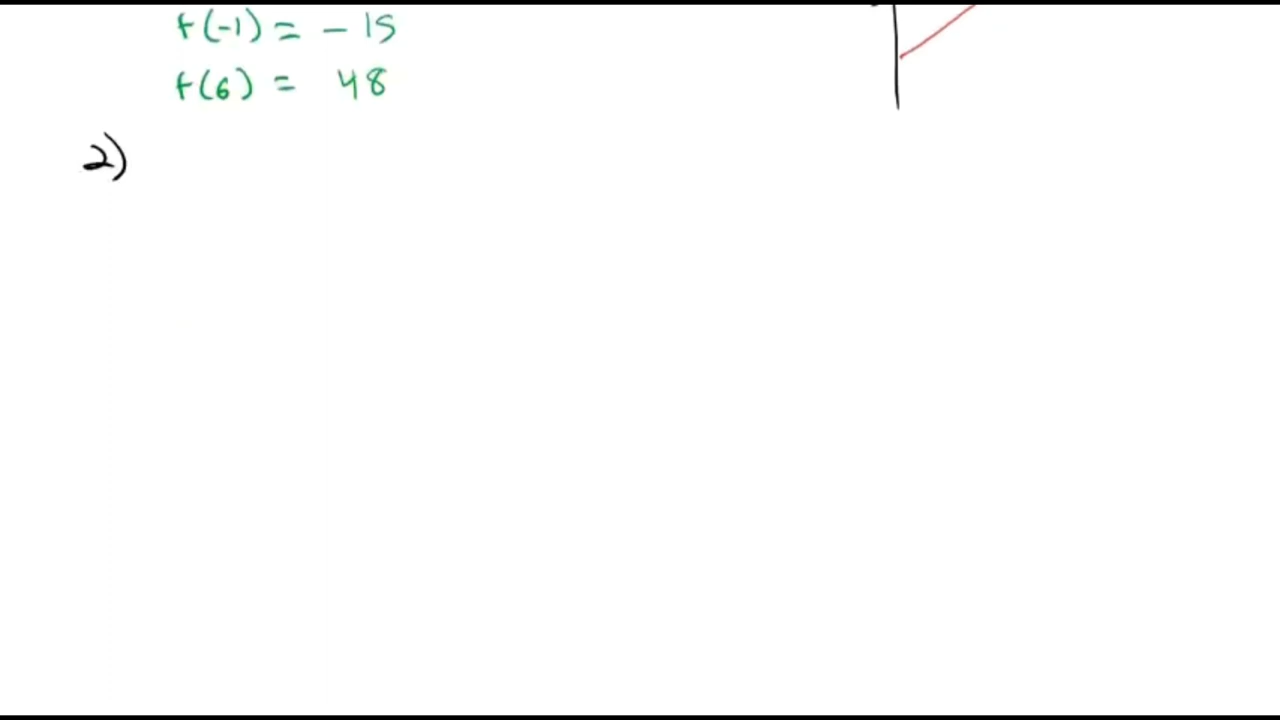 f(-1) = - 15
f(6) = 48
2)